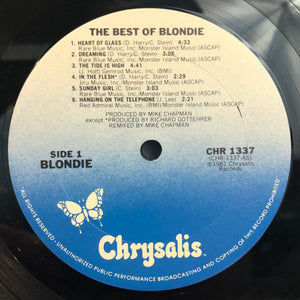 THE BEST OF BLONDIE
1. HEART OF GLASS (D. Harry/C. Stein) 4:33
Rare Blue Music, Inc./Monster Island Music (ASCAP)
2. DREAMING (D. Harry/C. Stein) 3:06
Rare Blue Music, Inc./Monster Island Music (ASCAP)
3. THE TIDE IS HIGH 4:41
(J. Holt) Gemrod Music, Inc. (BMI)
4. IN THE FLESH* (D. Harry/C. Stein) 2:29
Jiru Music, Inc./Monster Island Music (ASCAP)
5. SUNDAY GIRL (C. Stein) 3:03
Rare Blue Music, Inc./Monster Island Music (ASCAP)
6. HANGING ON THE TELEPHONE (J. Lee) 2:21
Red Admiral Music, Inc. (BMI)/Monster Island Music (ASCAP)
PRODUCED BY MIKE CHAPMAN
except *PRODUCED BY RICHARD GOTTEHRER
REMIXED BY MIKE CHAPMAN
SIDE 1
BLONDIE
CHR 1337
(CHR-1337-AS)
℗1981 Chrysalis
Records
Chrysalis™
·ALL RIGHTS RESERVED·UNAUTHORIZED PUBLIC PERFORMANCE BROADCASTING AND COPYING OF THIS RECORD PROHIBITED·